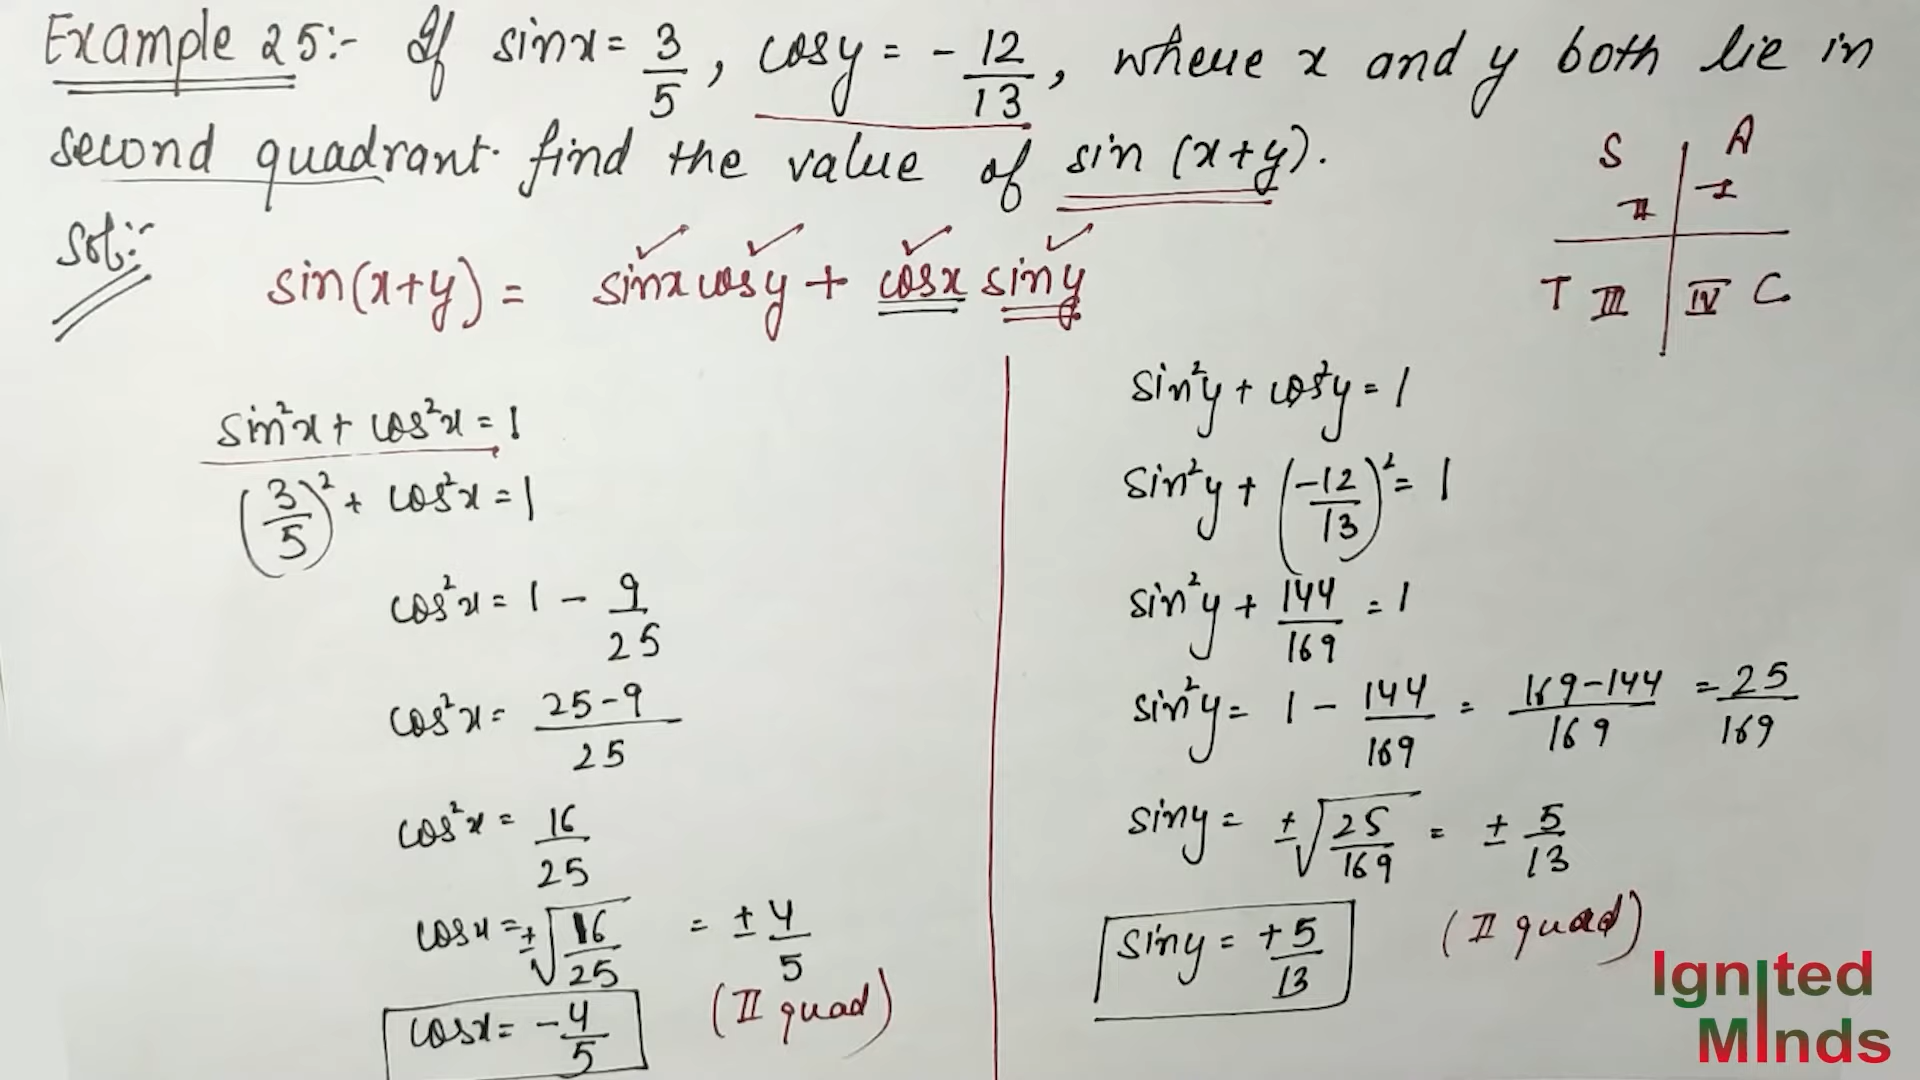 Example 25:- If sinx = 3/5, cosy = -12/13, where x and y both lie in
second quadrant. find the value of sin (x+y).
S A
II I
T III IV C
Sol:-
sin(x+y) = sinx cosy + cosx siny
sin²x + cos²x = 1
(3/5)² + cos²x = 1
cos²x = 1 - 9/25
cos²x = 25-9/25
cos²x = 16/25
cosx = ±√16/25 = ± 4/5
cosx = -4/5 (II quad)
sin²y + cos²y = 1
sin²y + (-12/13)² = 1
sin²y + 144/169 = 1
sin²y = 1 - 144/169 = 169-144/169 = 25/169
siny = ±√25/169 = ± 5/13
siny = +5/13 (II quad)
Ignited
Minds